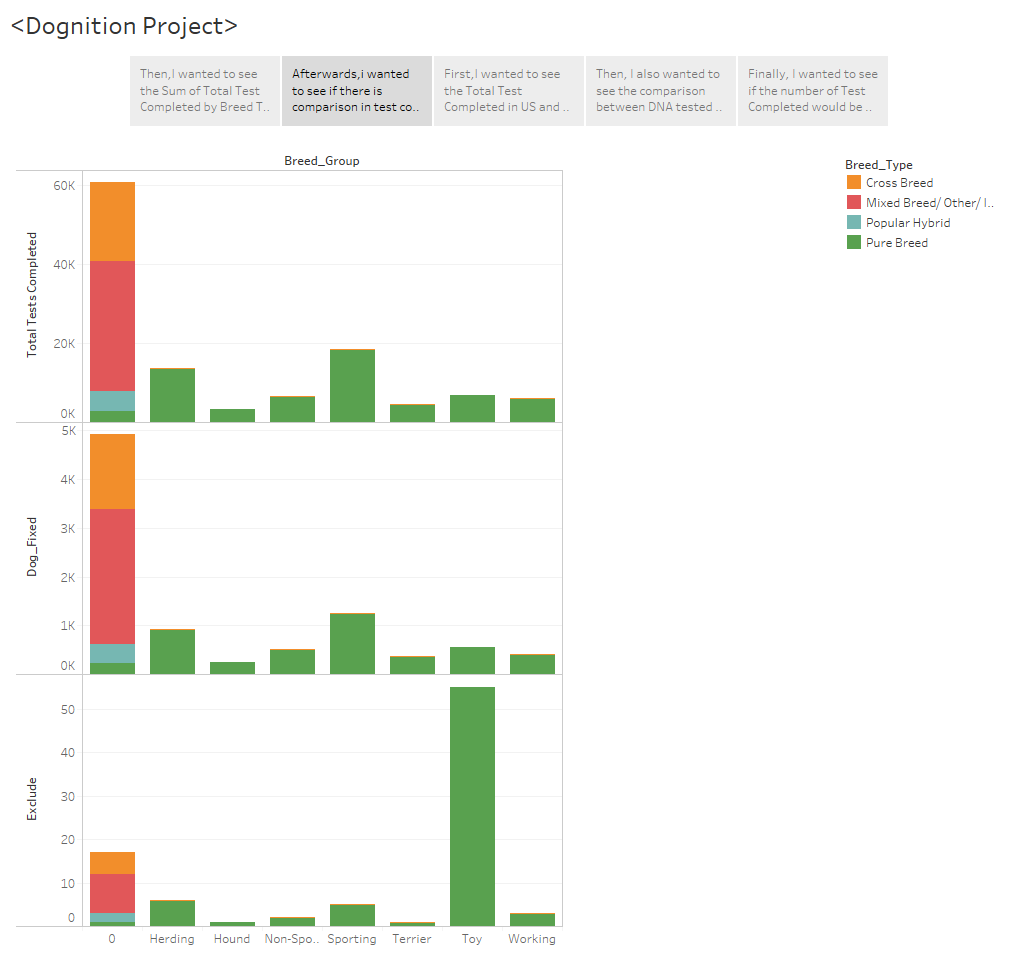 <Dognition Project>
Then,I wanted to see
the Sum of Total Test
Completed by Breed T..
Afterwards,i wanted
to see if there is
comparison in test co..
First,I wanted to see
the Total Test
Completed in US and ..
Then, I also wanted to
see the comparison
between DNA tested ..
Finally, I wanted to see
if the number of Test
Completed would be ..
Breed_Group
Breed_Type
Cross Breed
Mixed Breed/ Other/ I..
Popular Hybrid
Pure Breed
Total Tests Completed
60K
40K
20K
0K
Dog_Fixed
5K
4K
3K
2K
1K
0K
Exclude
50
40
30
20
10
0
0 Herding Hound Non-Spo.. Sporting Terrier Toy Working